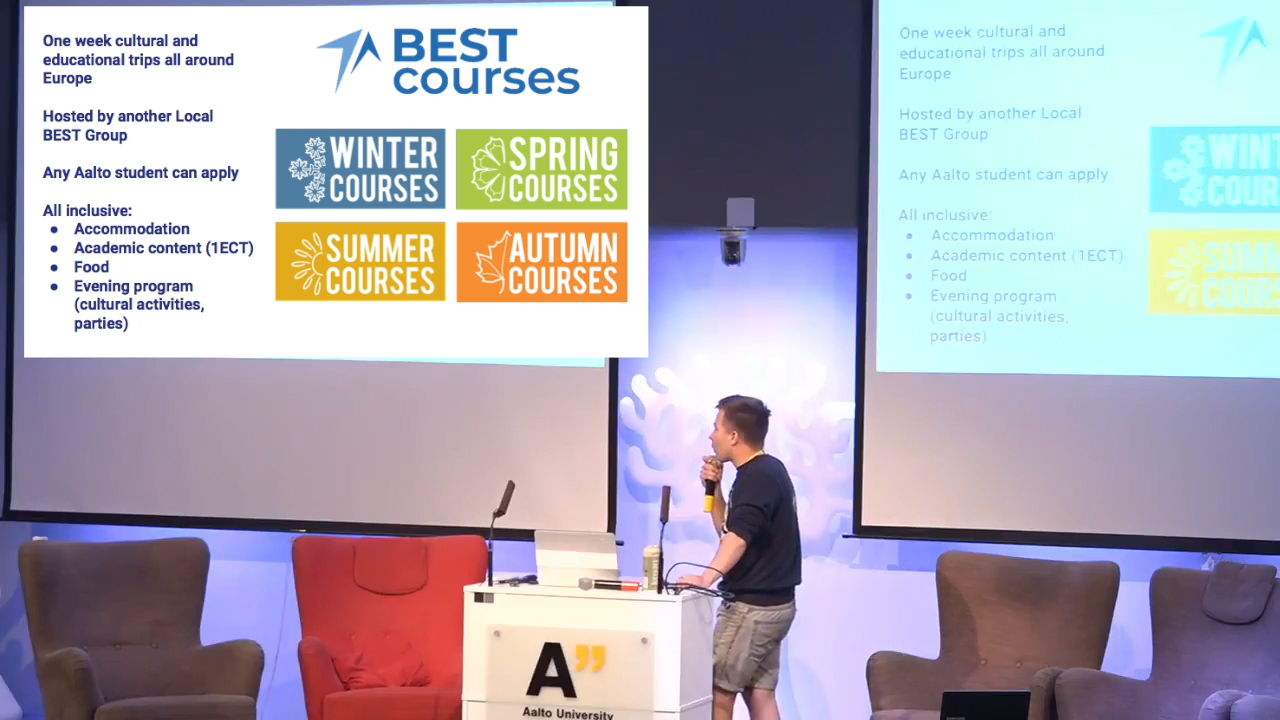 One week cultural and
educational trips all around
Europe
Hosted by another Local
BEST Group
Any Aalto student can apply
All inclusive:
● Accommodation
● Academic content (1ECT)
● Food
● Evening program
(cultural activities,
parties)
BEST
courses
WINTER
COURSES
SPRING
COURSES
SUMMER
COURSES
AUTUMN
COURSES
One week cultural and
educational trips all around
Europe
Hosted by another Local
BEST Group
Any Aalto student can apply
All inclusive:
● Accommodation
● Academic content (1ECT)
● Food
● Evening program
(cultural activities,
parties)
WINT
COUR
SUMM
COUR
A”
Aalto University